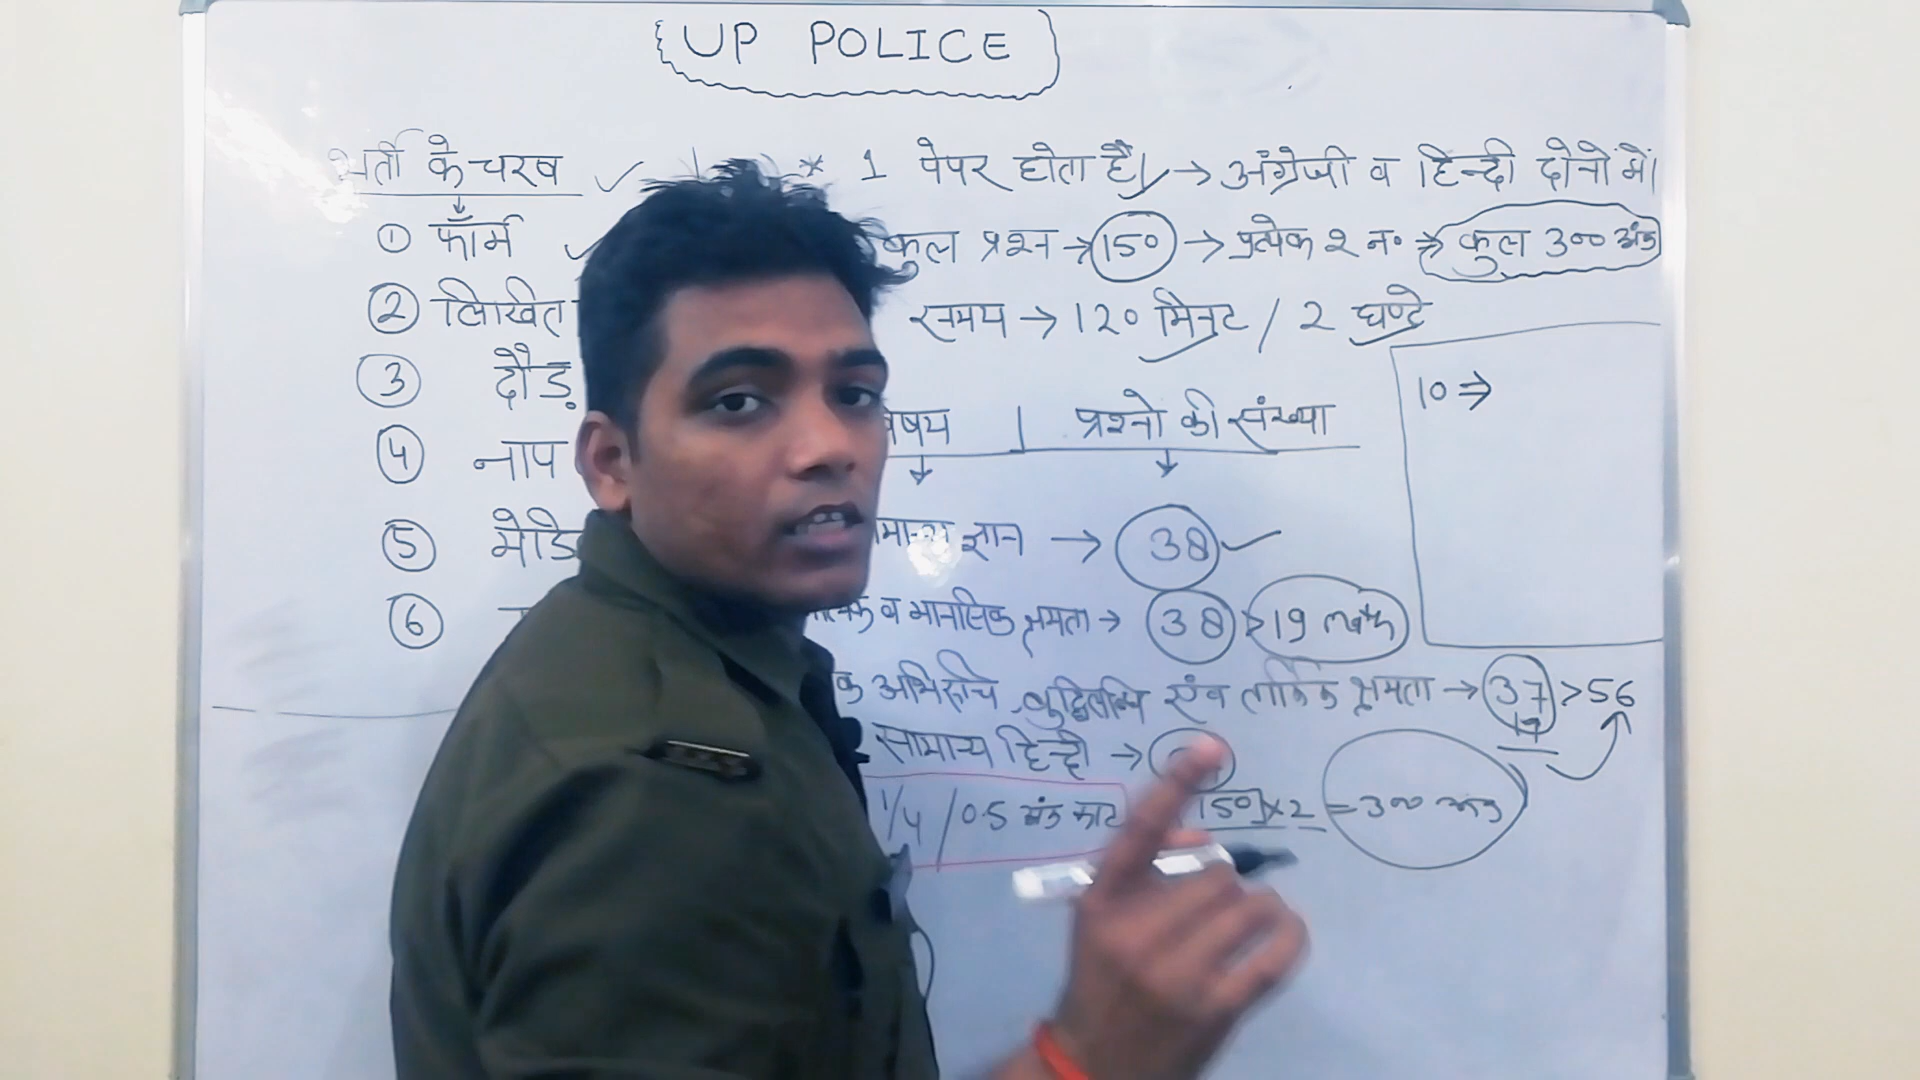 UP POLICE
भर्ती के चरण
① फॉर्म
② लिखित
③ दौड़
④ नाप
⑤ मेडि
⑥
* 1 पेपर होता है। → अंग्रेजी व हिन्दी दोनो में।
कुल प्रश्न → 150 → प्रत्येक 2 न० ⇒ कुल 300 अंक
समय → 120 मिनट / 2 घण्टे
10 ⇒
विषय | प्रश्नो की संख्या
मान्य ज्ञान → 38
व मानसिक क्षमता → 38 > 19 math
क अभिरुचि, बुद्धिलब्धि एंव तार्किक क्षमता → 37 > 56
19
सामान्य हिन्दी →
1/4 / 0.5 अंक काट
150 x 2 = 300 अंक